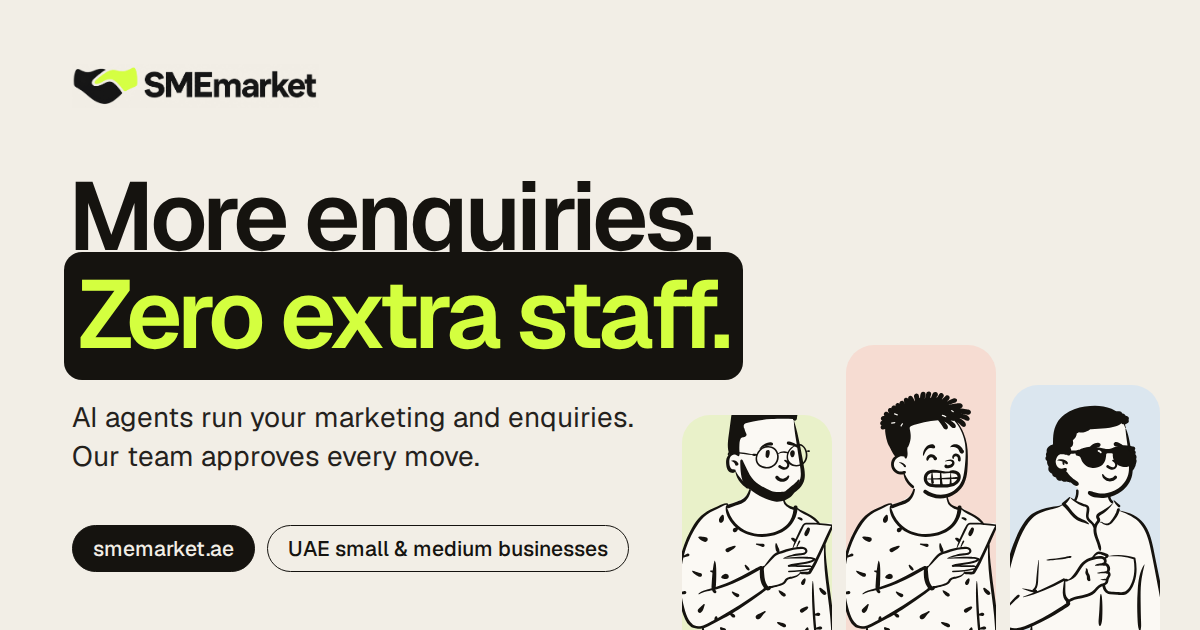 SMEmarket
More enquiries.
Zero extra staff.
AI agents run your marketing and enquiries.
Our team approves every move.
smemarket.ae
UAE small & medium businesses